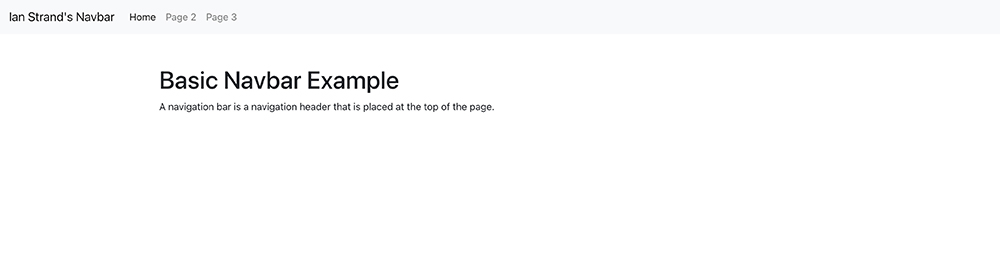 Ian Strand's Navbar Home Page 2 Page 3
Basic Navbar Example
A navigation bar is a navigation header that is placed at the top of the page.